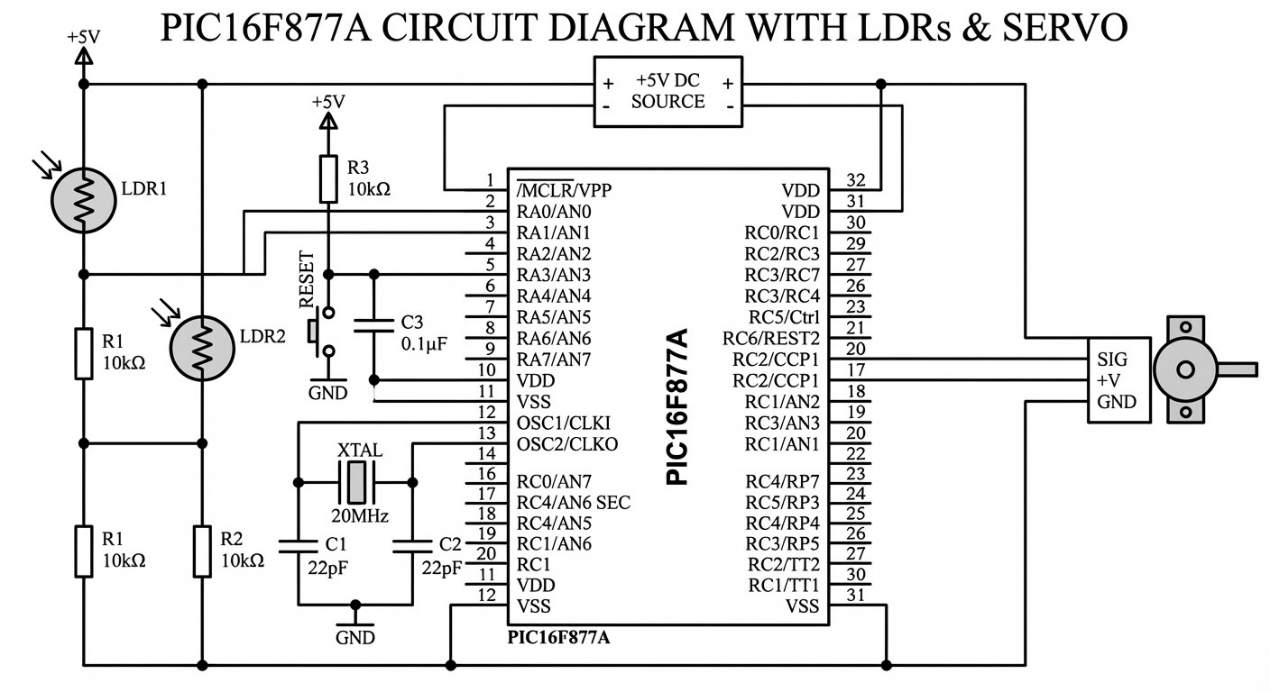 PIC16F877A CIRCUIT DIAGRAM WITH LDRs & SERVO
+5V
+ +5V DC +
- SOURCE -
+5V
R3
10kΩ
LDR1
RESET
C3
0.1µF
GND
R1
10kΩ
LDR2
XTAL
20MHz
R1
10kΩ
R2
10kΩ
C1
22pF
C2
22pF
GND
1 /MCLR/VPP
2 RA0/AN0
3 RA1/AN1
4 RA2/AN2
5 RA3/AN3
6 RA4/AN4
7 RA5/AN5
8 RA6/AN6
9 RA7/AN7
10 VDD
11 VSS
12 OSC1/CLKI
13 OSC2/CLKO
14
16 RC0/AN7
17 RC4/AN6 SEC
18 RC4/AN5
19 RC1/AN6
20 RC1
11 VDD
12 VSS
PIC16F877A
VDD 32
VDD 31
RC0/RC1 30
RC2/RC3 29
RC3/RC7 27
RC3/RC4 26
RC5/Ctrl 23
RC6/REST2 21
RC2/CCP1 20
RC2/CCP1 17
RC1/AN2 18
RC3/AN3 19
RC1/AN1 20
22
RC4/RP7 23
RC5/RP3 24
RC4/RP4 25
RC3/RP5 26
RC2/TT2 27
RC1/TT1 30
VSS 31
PIC16F877A
SIG
+V
GND